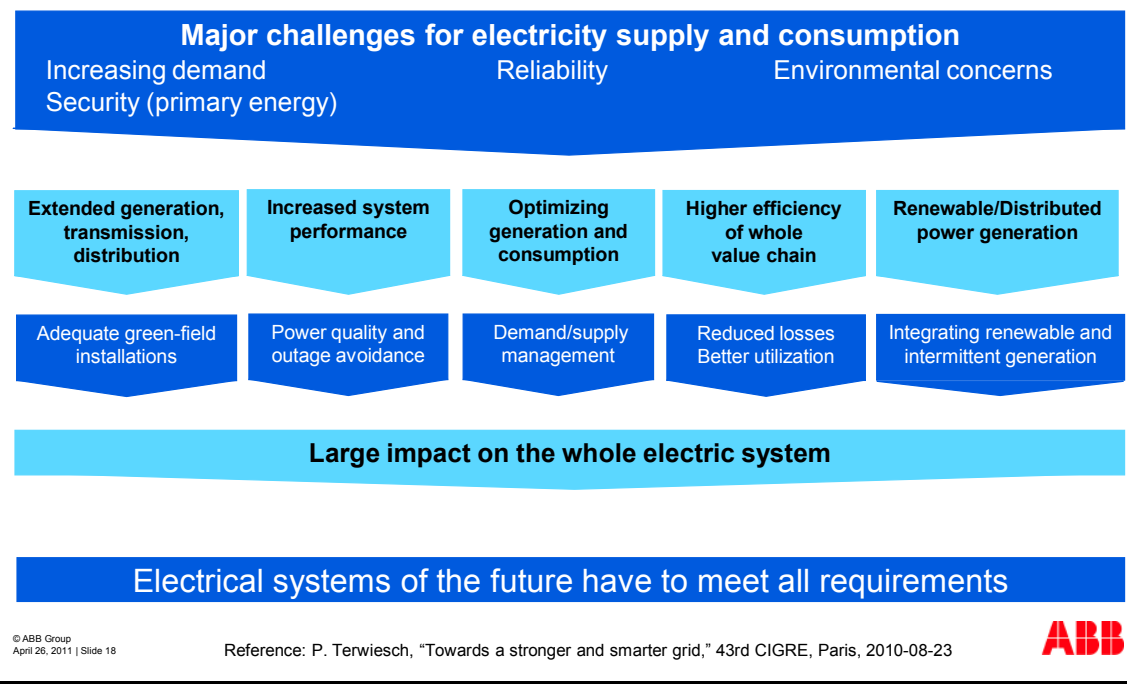 Major challenges for electricity supply and consumption
Increasing demand
Reliability
Environmental concerns
Security (primary energy)
Extended generation,
transmission,
distribution
Increased system
performance
Optimizing
generation and
consumption
Higher efficiency
of whole
value chain
Renewable/Distributed
power generation
Adequate green-field
installations
Power quality and
outage avoidance
Demand/supply
management
Reduced losses
Better utilization
Integrating renewable and
intermittent generation
Large impact on the whole electric system
Electrical systems of the future have to meet all requirements
© ABB Group
April 26, 2011 | Slide 18
Reference: P. Terwiesch, “Towards a stronger and smarter grid,” 43rd CIGRE, Paris, 2010-08-23
ABB